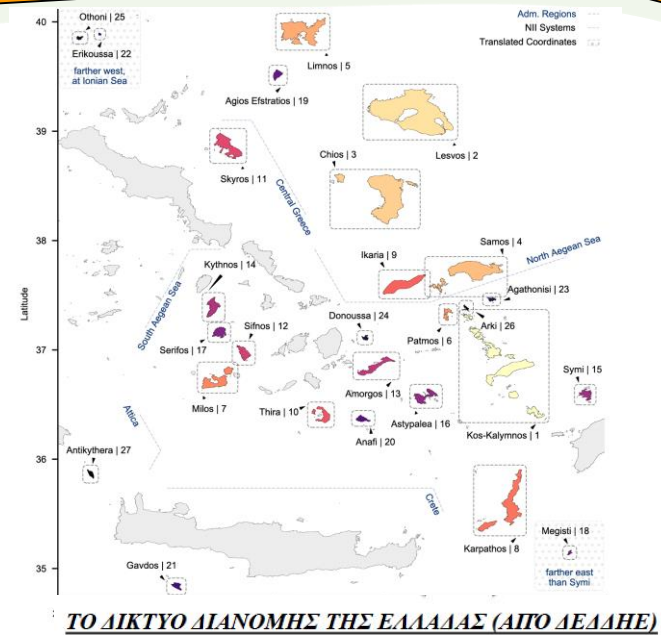 40
39
38
37
36
35
Latitude
Othoni | 25
Erikoussa | 22
farther west,
at Ionian Sea
Limnos | 5
Agios Efstratios | 19
Adm. Regions
NII Systems
Translated Coordinates
Lesvos | 2
Skyros | 11
Chios | 3
Central Greece
Kythnos | 14
South Aegean Sea
Ikaria | 9
Samos | 4
North Aegean Sea
Agathonisi | 23
Arki | 26
Donoussa | 24
Patmos | 6
Serifos | 17
Sifnos | 12
Milos | 7
Thira | 10
Amorgos | 13
Anafi | 20
Astypalea | 16
Symi | 15
Kos-Kalymnos | 1
Attica
Antikythera | 27
Crete
Karpathos | 8
Megisti | 18
farther east
than Symi
Gavdos | 21
: ΤΟ ΔΙΚΤΥΟ ΔΙΑΝΟΜΗΣ ΤΗΣ ΕΛΛΑΔΑΣ (ΑΠΌ ΔΕΔΔΗΕ)